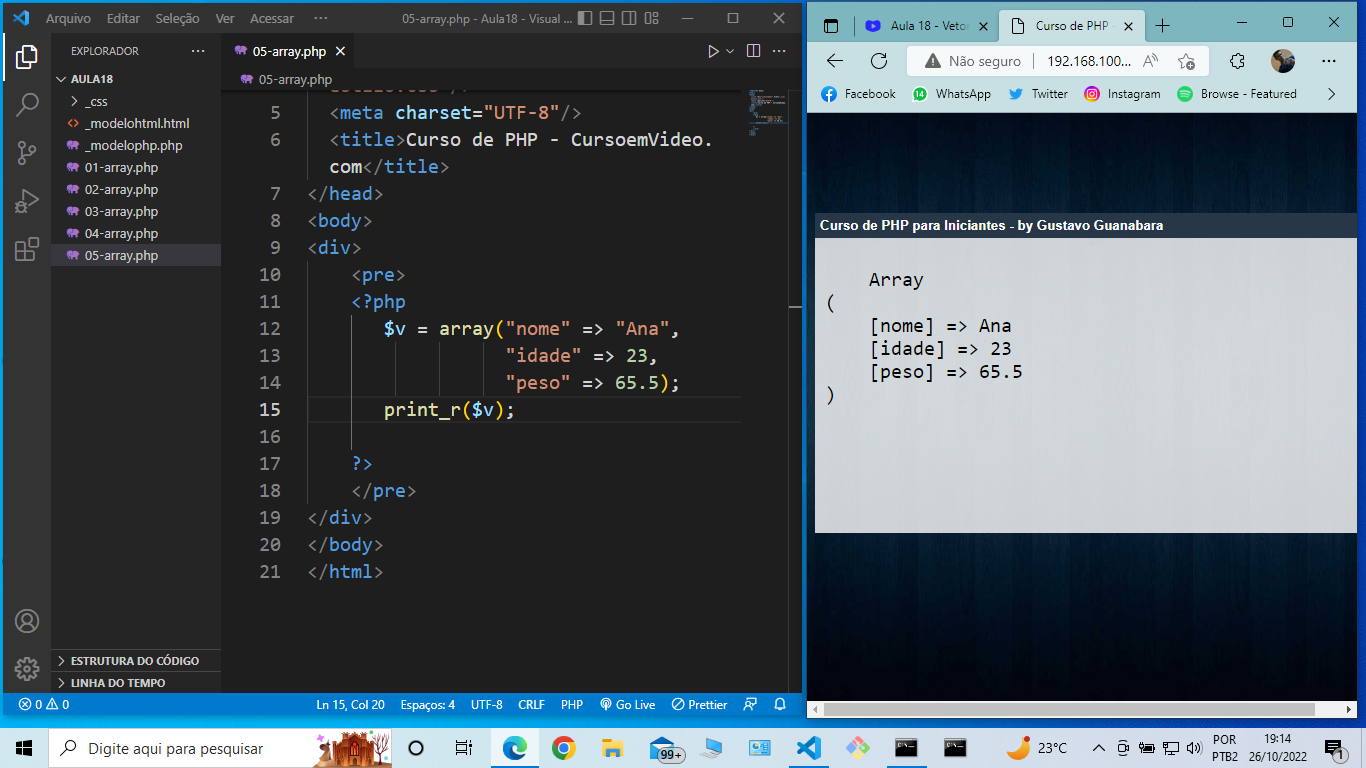 Arquivo Editar Seleção Ver Acessar ··· 05-array.php - Aula18 - Visual ...
EXPLORADOR ···
AULA18
_css
_modelohtml.html
_modelophp.php
01-array.php
02-array.php
03-array.php
04-array.php
05-array.php
ESTRUTURA DO CÓDIGO
LINHA DO TEMPO
05-array.php
05-array.php
5 <meta charset="UTF-8"/>
6 <title>Curso de PHP - CursoemVideo.
com</title>
7 </head>
8 <body>
9 <div>
10 <pre>
11 <?php
12 $v = array("nome" => "Ana",
13 "idade" => 23,
14 "peso" => 65.5);
15 print_r($v);
16
17 ?>
18 </pre>
19 </div>
20 </body>
21 </html>
0 0 Ln 15, Col 20 Espaços: 4 UTF-8 CRLF PHP Go Live Prettier
Aula 18 - Veto Curso de PHP -
Não seguro 192.168.100... ···
Facebook WhatsApp Twitter Instagram Browse - Featured
Curso de PHP para Iniciantes - by Gustavo Guanabara
Array
(
[nome] => Ana
[idade] => 23
[peso] => 65.5
)
Digite aqui para pesquisar 99+ 23°C POR 19:14
PTB2 26/10/2022 1